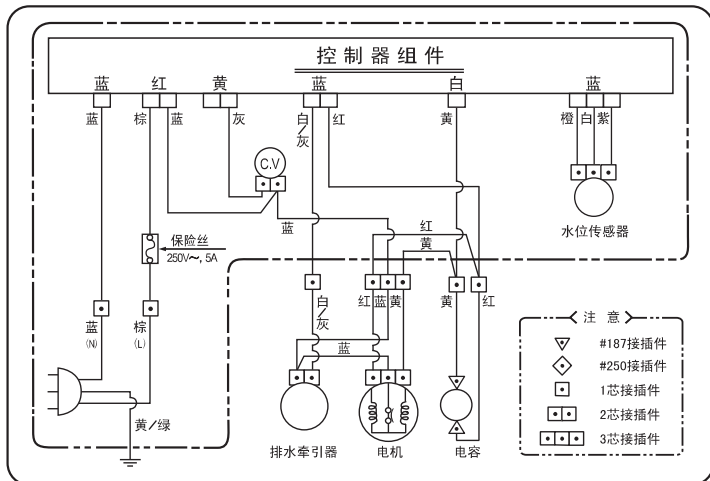 控制器组件
蓝 红 黄 蓝 白 蓝
蓝 棕 蓝 灰 白/灰 红 黄 橙 白 紫
C.V
水位传感器
保险丝
250V～, 5A
蓝
红
黄
白/灰
红 蓝 黄 黄 红
蓝 棕
(N) (L)
蓝
黄/绿
排水牵引器 电机 电容
注 意
#187接插件
#250接插件
1芯接插件
2芯接插件
3芯接插件